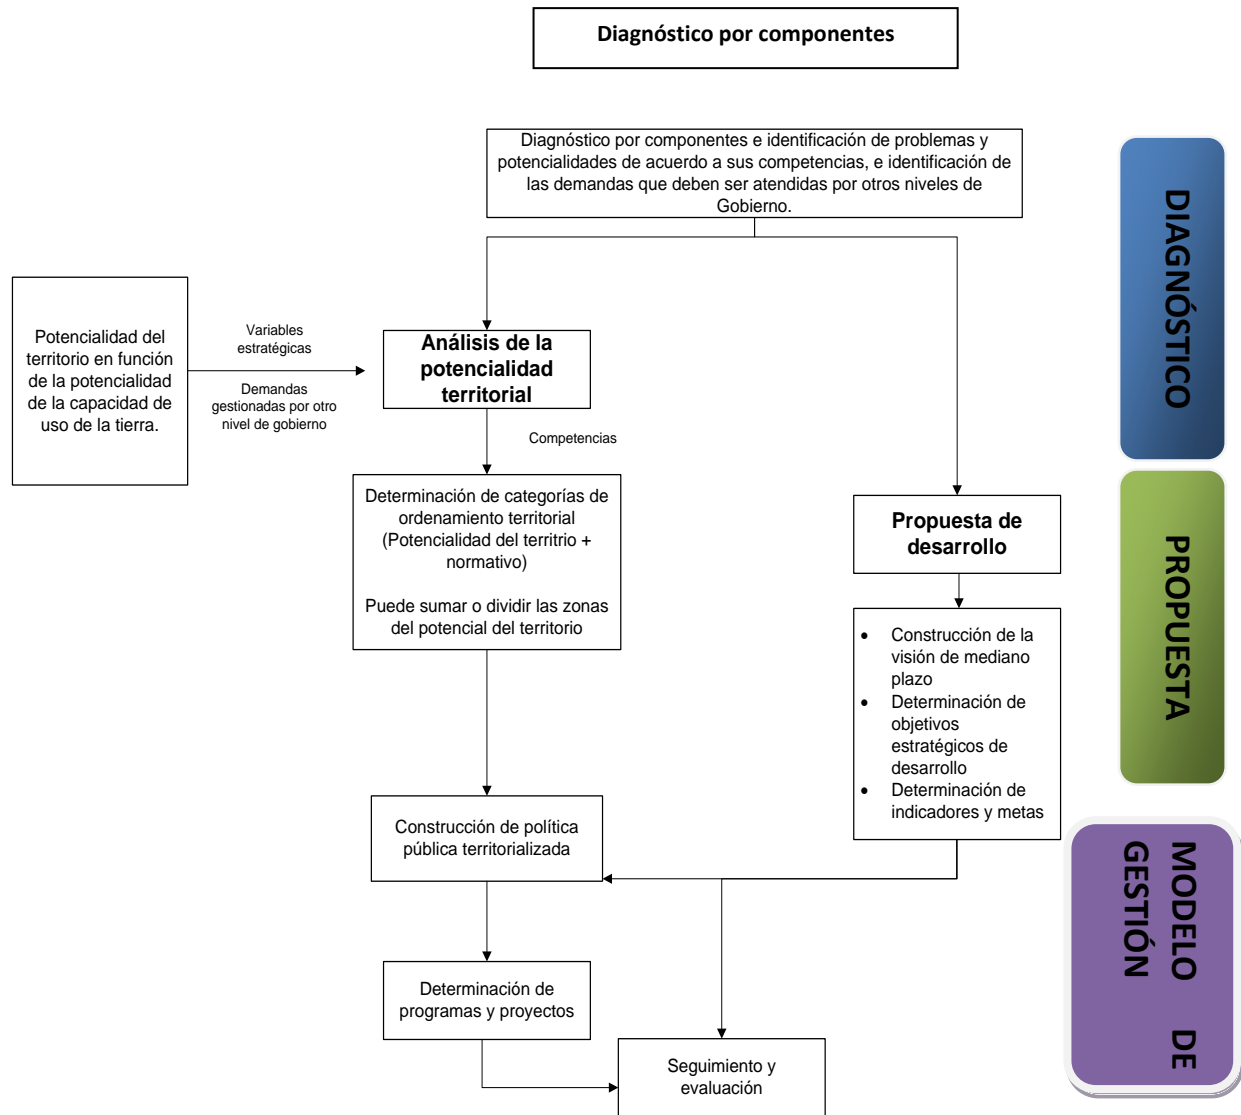 Diagnóstico por componentes
Diagnóstico por componentes e identificación de problemas y
potencialidades de acuerdo a sus competencias, e identificación de
las demandas que deben ser atendidas por otros niveles de
Gobierno.
DIAGNÓSTICO
Potencialidad del
territorio en función
de la potencialidad
de la capacidad de
uso de la tierra.
Variables
estratégicas
Demandas
gestionadas por otro
nivel de gobierno
Análisis de la
potencialidad
territorial
Competencias
Determinación de categorías de
ordenamiento territorial
(Potencialidad del territrio +
normativo)
Puede sumar o dividir las zonas
del potencial del territorio
Propuesta de
desarrollo
PROPUESTA
• Construcción de la
visión de mediano
plazo
• Determinación de
objetivos
estratégicos de
desarrollo
• Determinación de
indicadores y metas
Construcción de política
pública territorializada
MODELO DE
GESTIÓN
Determinación de
programas y proyectos
Seguimiento y
evaluación